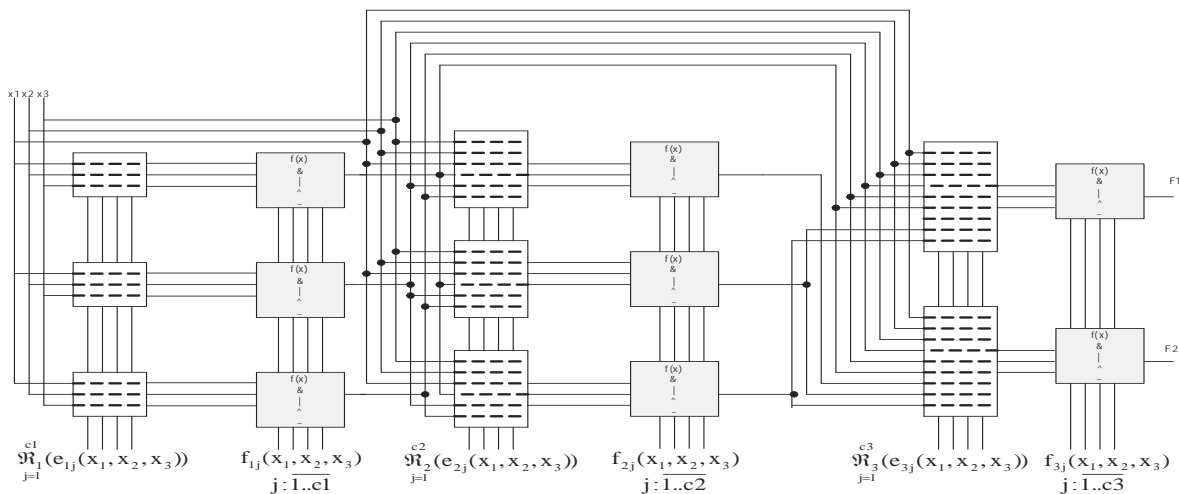 x1 x2 x3
f(x)
&
|
^
_
f(x)
&
|
^
_
f(x)
&
|
^
_
f(x)
&
|
^
_
f(x)
&
|
^
_
f(x)
&
|
^
_
f(x)
&
|
^
_
F1
f(x)
&
|
^
_
F2
c1
ℜ₁(e₁ⱼ(x₁,x₂,x₃))
j=1
f₁ⱼ(x₁,x₂,x₃)
j:1..c1
c2
ℜ₂(e₂ⱼ(x₁,x₂,x₃))
j=1
f₂ⱼ(x₁,x₂,x₃)
j:1..c2
c3
ℜ₃(e₃ⱼ(x₁,x₂,x₃))
j=1
f₃ⱼ(x₁,x₂,x₃)
j:1..c3